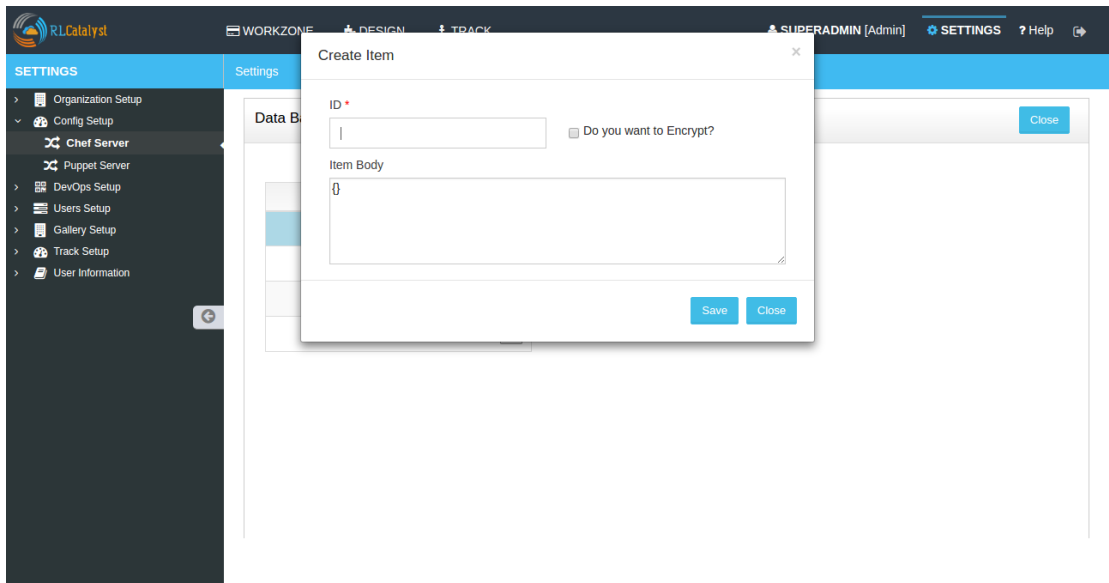 RLCatalyst
WORKZONE DESIGN TRACK SUPERADMIN [Admin] SETTINGS ? Help
SETTINGS
Settings
Organization Setup
Config Setup
Chef Server
Puppet Server
DevOps Setup
Users Setup
Gallery Setup
Track Setup
User Information
Data Ba
Close
Create Item
×
ID *
Do you want to Encrypt?
Item Body
{}
Save Close